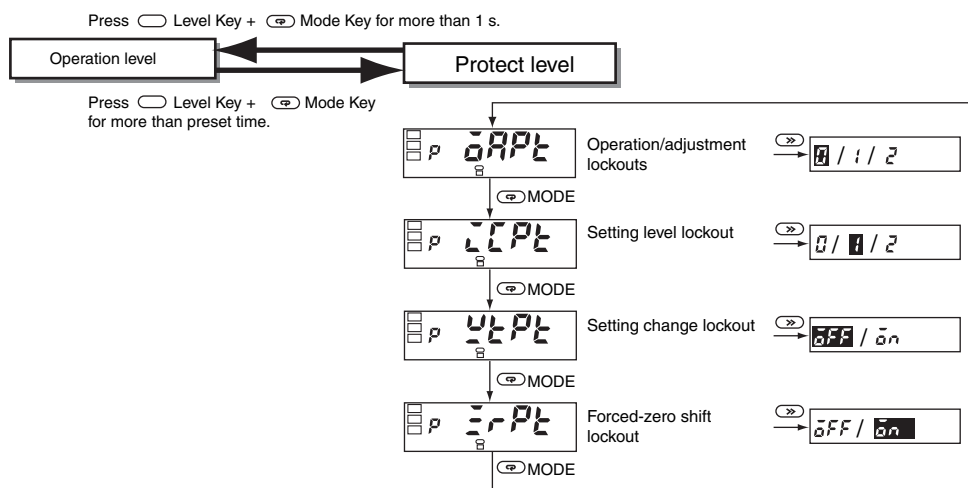 Press Level Key + Mode Key for more than 1 s.
Operation level
Protect level
Press Level Key + Mode Key
for more than preset time.
p oAPt
Operation/adjustment
lockouts
0 / 1 / 2
MODE
p iCPt
Setting level lockout
0 / 1 / 2
MODE
p WtPt
Setting change lockout
oFF / on
MODE
p ZrPt
Forced-zero shift
lockout
oFF / on
MODE